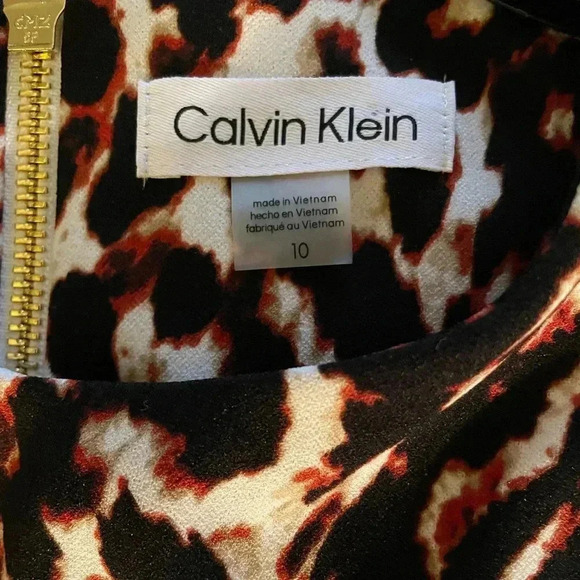 Calvin Klein
made in Vietnam
hecho en Vietnam
fabriqué au Vietnam
10